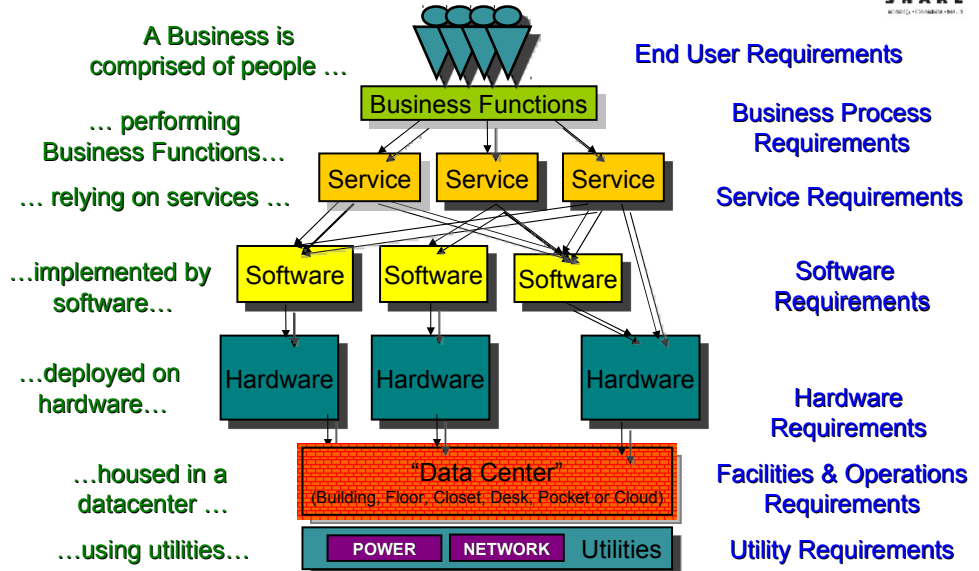 SHARE
A Business is
comprised of people …
End User Requirements
Business Functions
… performing
Business Functions…
Business Process
Requirements
Service
Service
Service
… relying on services …
Service Requirements
…implemented by
software…
Software
Software
Software
Software
Requirements
…deployed on
hardware…
Hardware
Hardware
Hardware
Hardware
Requirements
…housed in a
datacenter …
“Data Center”
(Building, Floor, Closet, Desk, Pocket or Cloud)
Facilities & Operations
Requirements
…using utilities…
POWER
NETWORK
Utilities
Utility Requirements